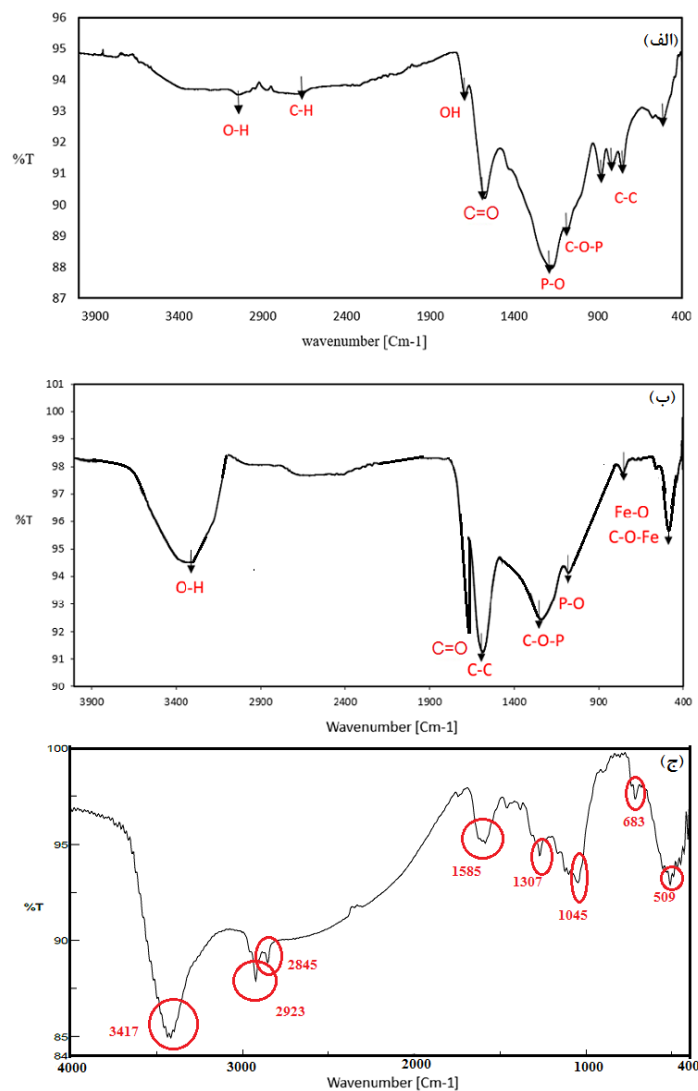 (الف)
96
95
94
93
92
91
90
89
88
87
%T
O-H
C-H
OH
C=O
P-O
C-O-P
C-C
3900
3400
2900
2400
1900
1400
900
400
wavenumber [Cm-1]
(ب)
101
100
99
98
97
96
95
94
93
92
91
90
%T
O-H
C=O
C-C
C-O-P
P-O
Fe-O
C-O-Fe
3900
3400
2900
2400
1900
1400
900
400
Wavenumber [Cm-1]
(ج)
100
95
90
85
84
%T
3417
2923
2845
1585
1307
1045
683
509
4000
3000
2000
1000
400
Wavenumber [Cm-1]